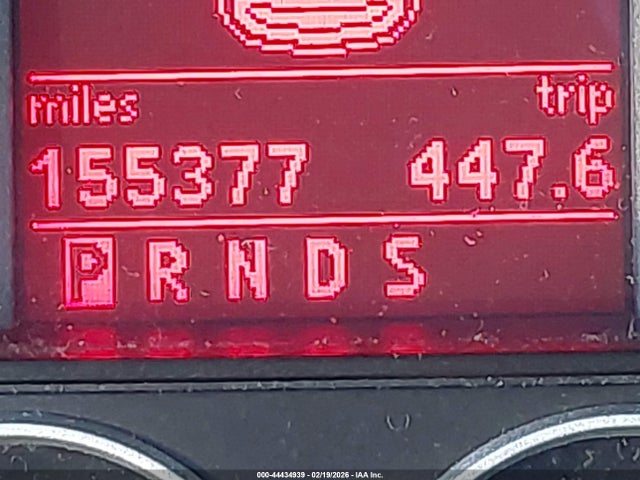 miles trip
155377 447.6
P R N D S
000-44434939 - 02/19/2026 - IAA Inc.